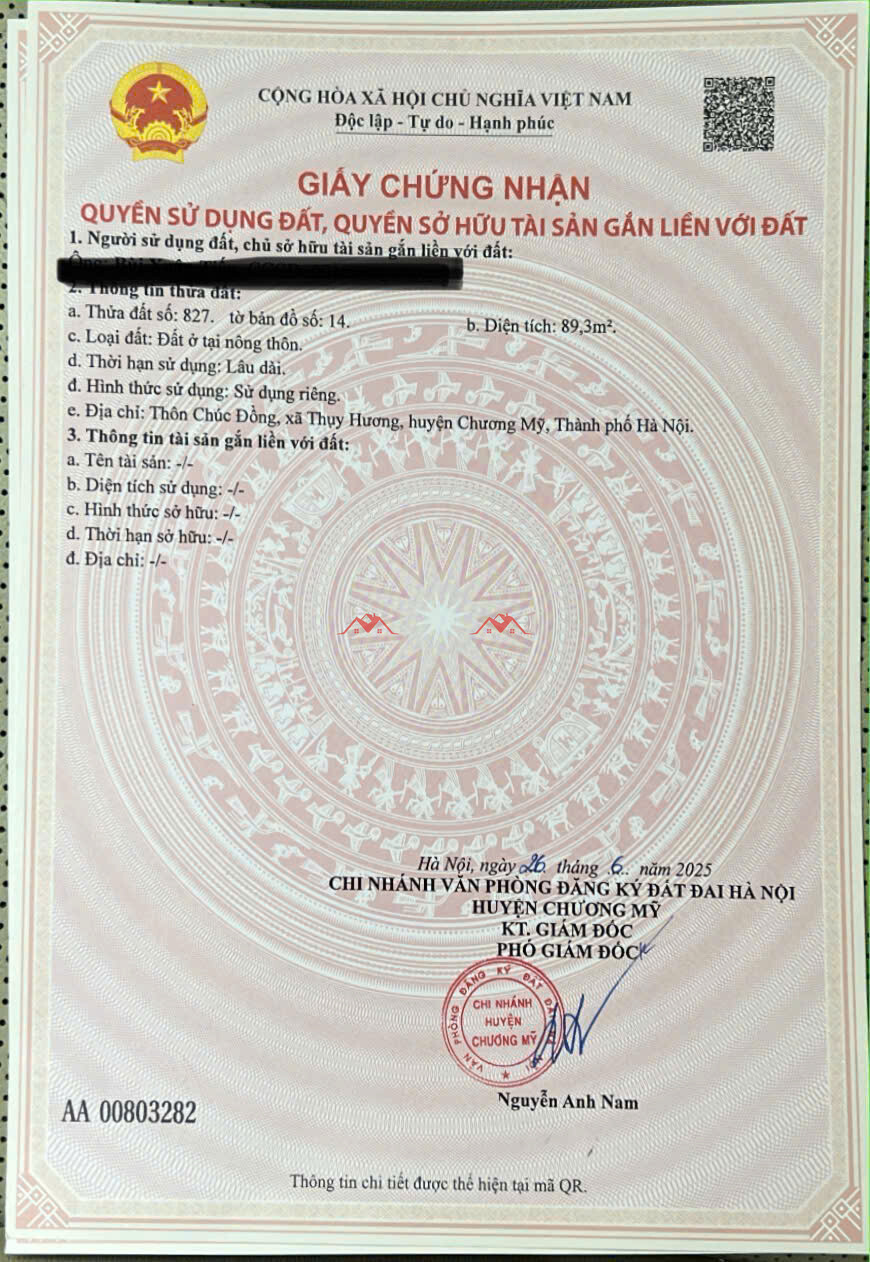 CỘNG HÒA XÃ HỘI CHỦ NGHĨA VIỆT NAM
Độc lập - Tự do - Hạnh phúc
GIẤY CHỨNG NHẬN
QUYỀN SỬ DỤNG ĐẤT, QUYỀN SỞ HỮU TÀI SẢN GẮN LIỀN VỚI ĐẤT
1. Người sử dụng đất, chủ sở hữu tài sản gắn liền với đất:
2. Thông tin thửa đất:
a. Thửa đất số: 827. tờ bản đồ số: 14. b. Diện tích: 89,3m².
c. Loại đất: Đất ở tại nông thôn.
d. Thời hạn sử dụng: Lâu dài.
đ. Hình thức sử dụng: Sử dụng riêng.
e. Địa chỉ: Thôn Chúc Đồng, xã Thụy Hương, huyện Chương Mỹ, Thành phố Hà Nội.
3. Thông tin tài sản gắn liền với đất:
a. Tên tài sản: -/-
b. Diện tích sử dụng: -/-
c. Hình thức sở hữu: -/-
d. Thời hạn sở hữu: -/-
đ. Địa chỉ: -/-
Hà Nội, ngày 26. tháng .6.. năm 2025
CHI NHÁNH VĂN PHÒNG ĐĂNG KÝ ĐẤT ĐAI HÀ NỘI
HUYỆN CHƯƠNG MỸ
KT. GIÁM ĐỐC
PHÓ GIÁM ĐỐC
VĂN PHÒNG ĐĂNG KÝ ĐẤT ĐAI
CHI NHÁNH
HUYỆN
CHƯƠNG MỸ
Nguyễn Anh Nam
AA 00803282
Thông tin chi tiết được thể hiện tại mã QR.